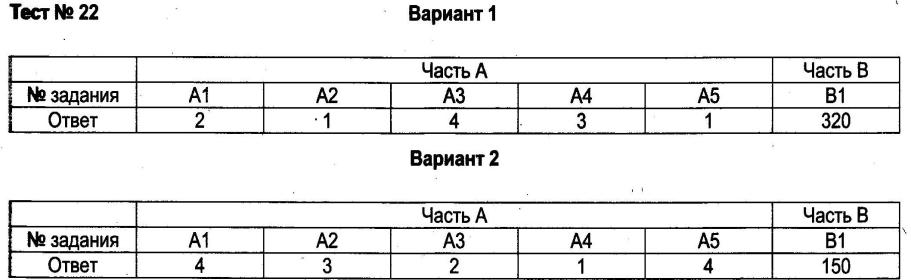 Тест № 22 Вариант 1
Часть А Часть В
№ задания А1 А2 А3 А4 А5 В1
Ответ 2 1 4 3 1 320
Вариант 2
Часть А Часть В
№ задания А1 А2 А3 А4 А5 В1
Ответ 4 3 2 1 4 150